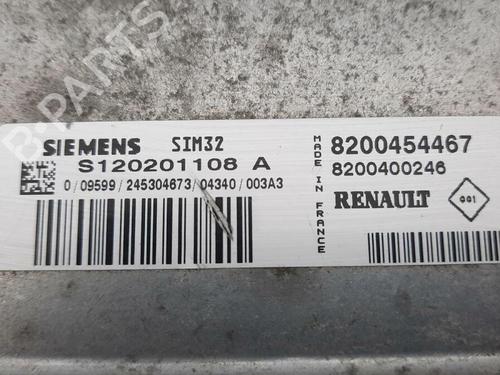 B-PARTS
SIEMENS SIM32
S120201108 A
0/09599/245304673/04340/003A3
MADE IN FRANCE
8200454467
8200400246
RENAULT
001